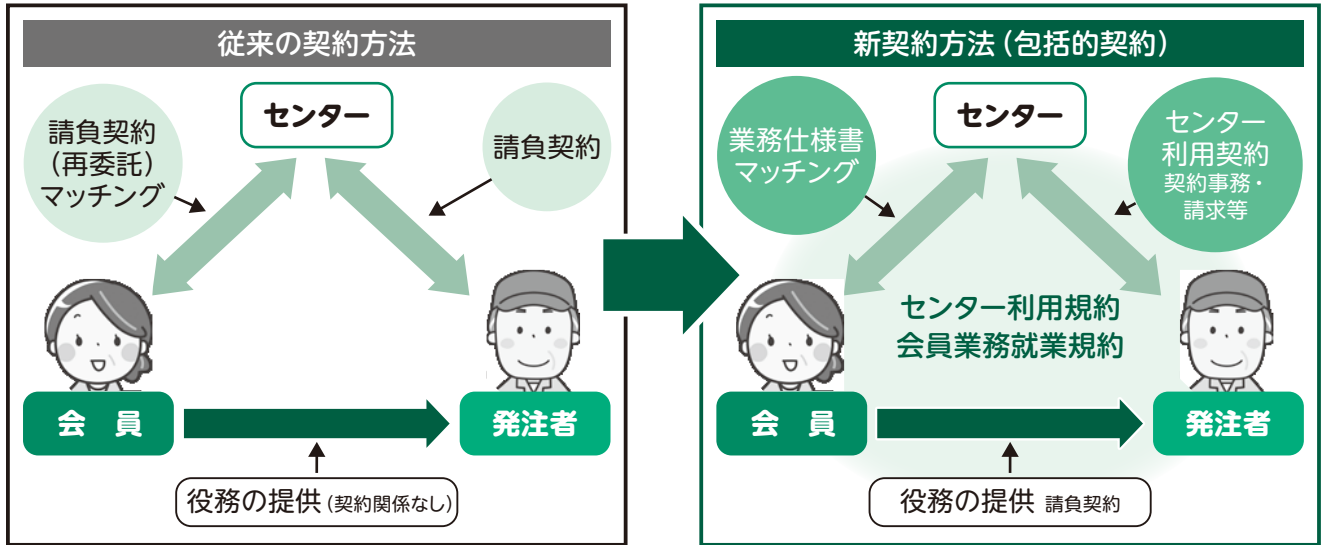 従来の契約方法
センター
請負契約
(再委託)
マッチング
請負契約
会 員
発注者
役務の提供(契約関係なし)
新契約方法(包括的契約)
センター
業務仕様書
マッチング
センター
利用契約
契約事務・
請求等
センター利用規約
会員業務就業規約
会 員
発注者
役務の提供 請負契約